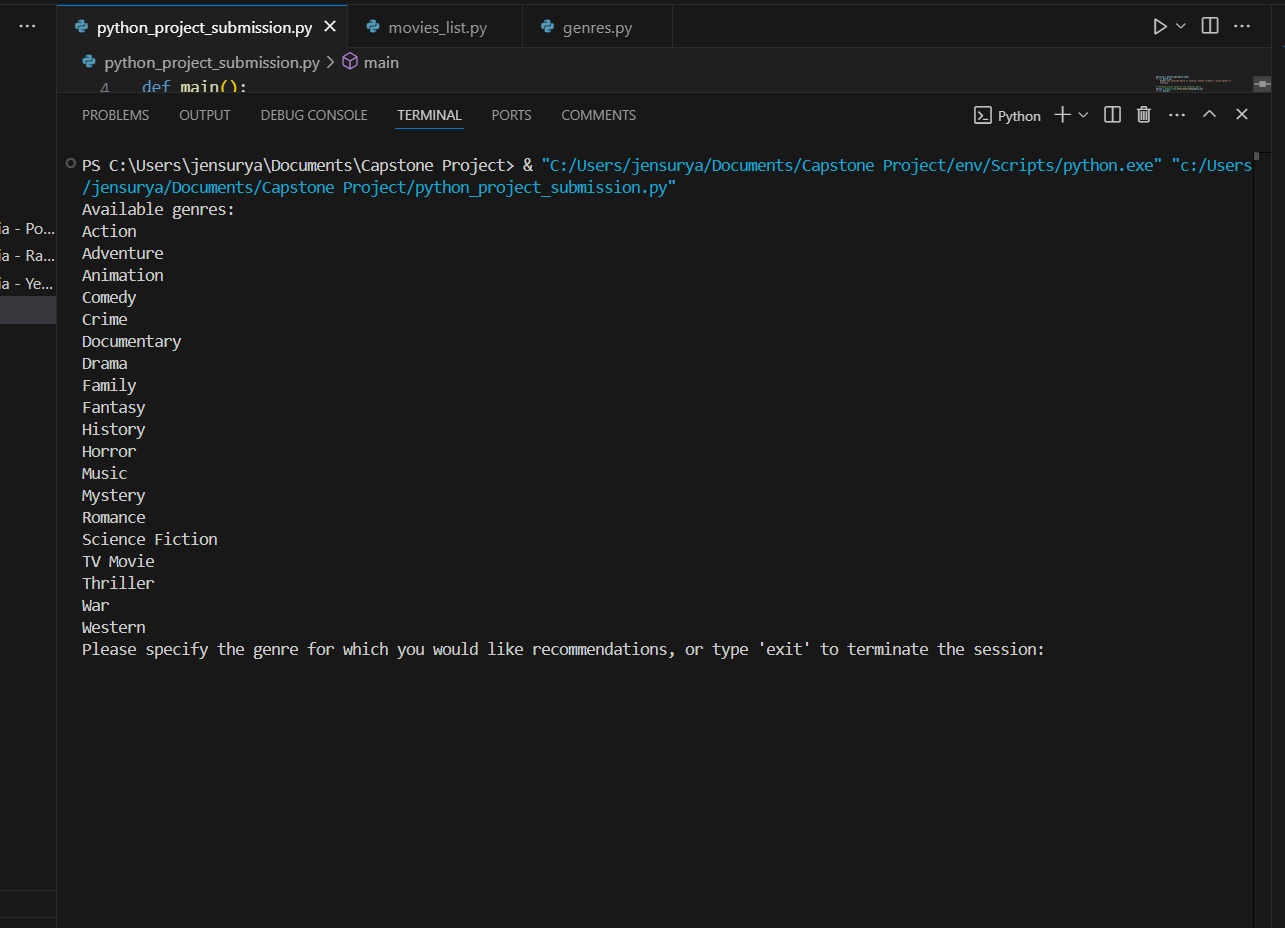 python_project_submission.py
movies_list.py
genres.py
python_project_submission.py > main
4 def main():
PROBLEMS OUTPUT DEBUG CONSOLE TERMINAL PORTS COMMENTS Python
PS C:\Users\jensurya\Documents\Capstone Project> & "C:/Users/jensurya/Documents/Capstone Project/env/Scripts/python.exe" "c:/Users
/jensurya/Documents/Capstone Project/python_project_submission.py"
Available genres:
Action
Adventure
Animation
Comedy
Crime
Documentary
Drama
Family
Fantasy
History
Horror
Music
Mystery
Romance
Science Fiction
TV Movie
Thriller
War
Western
Please specify the genre for which you would like recommendations, or type 'exit' to terminate the session:
ia - Po...
ia - Ra...
ia - Ye...